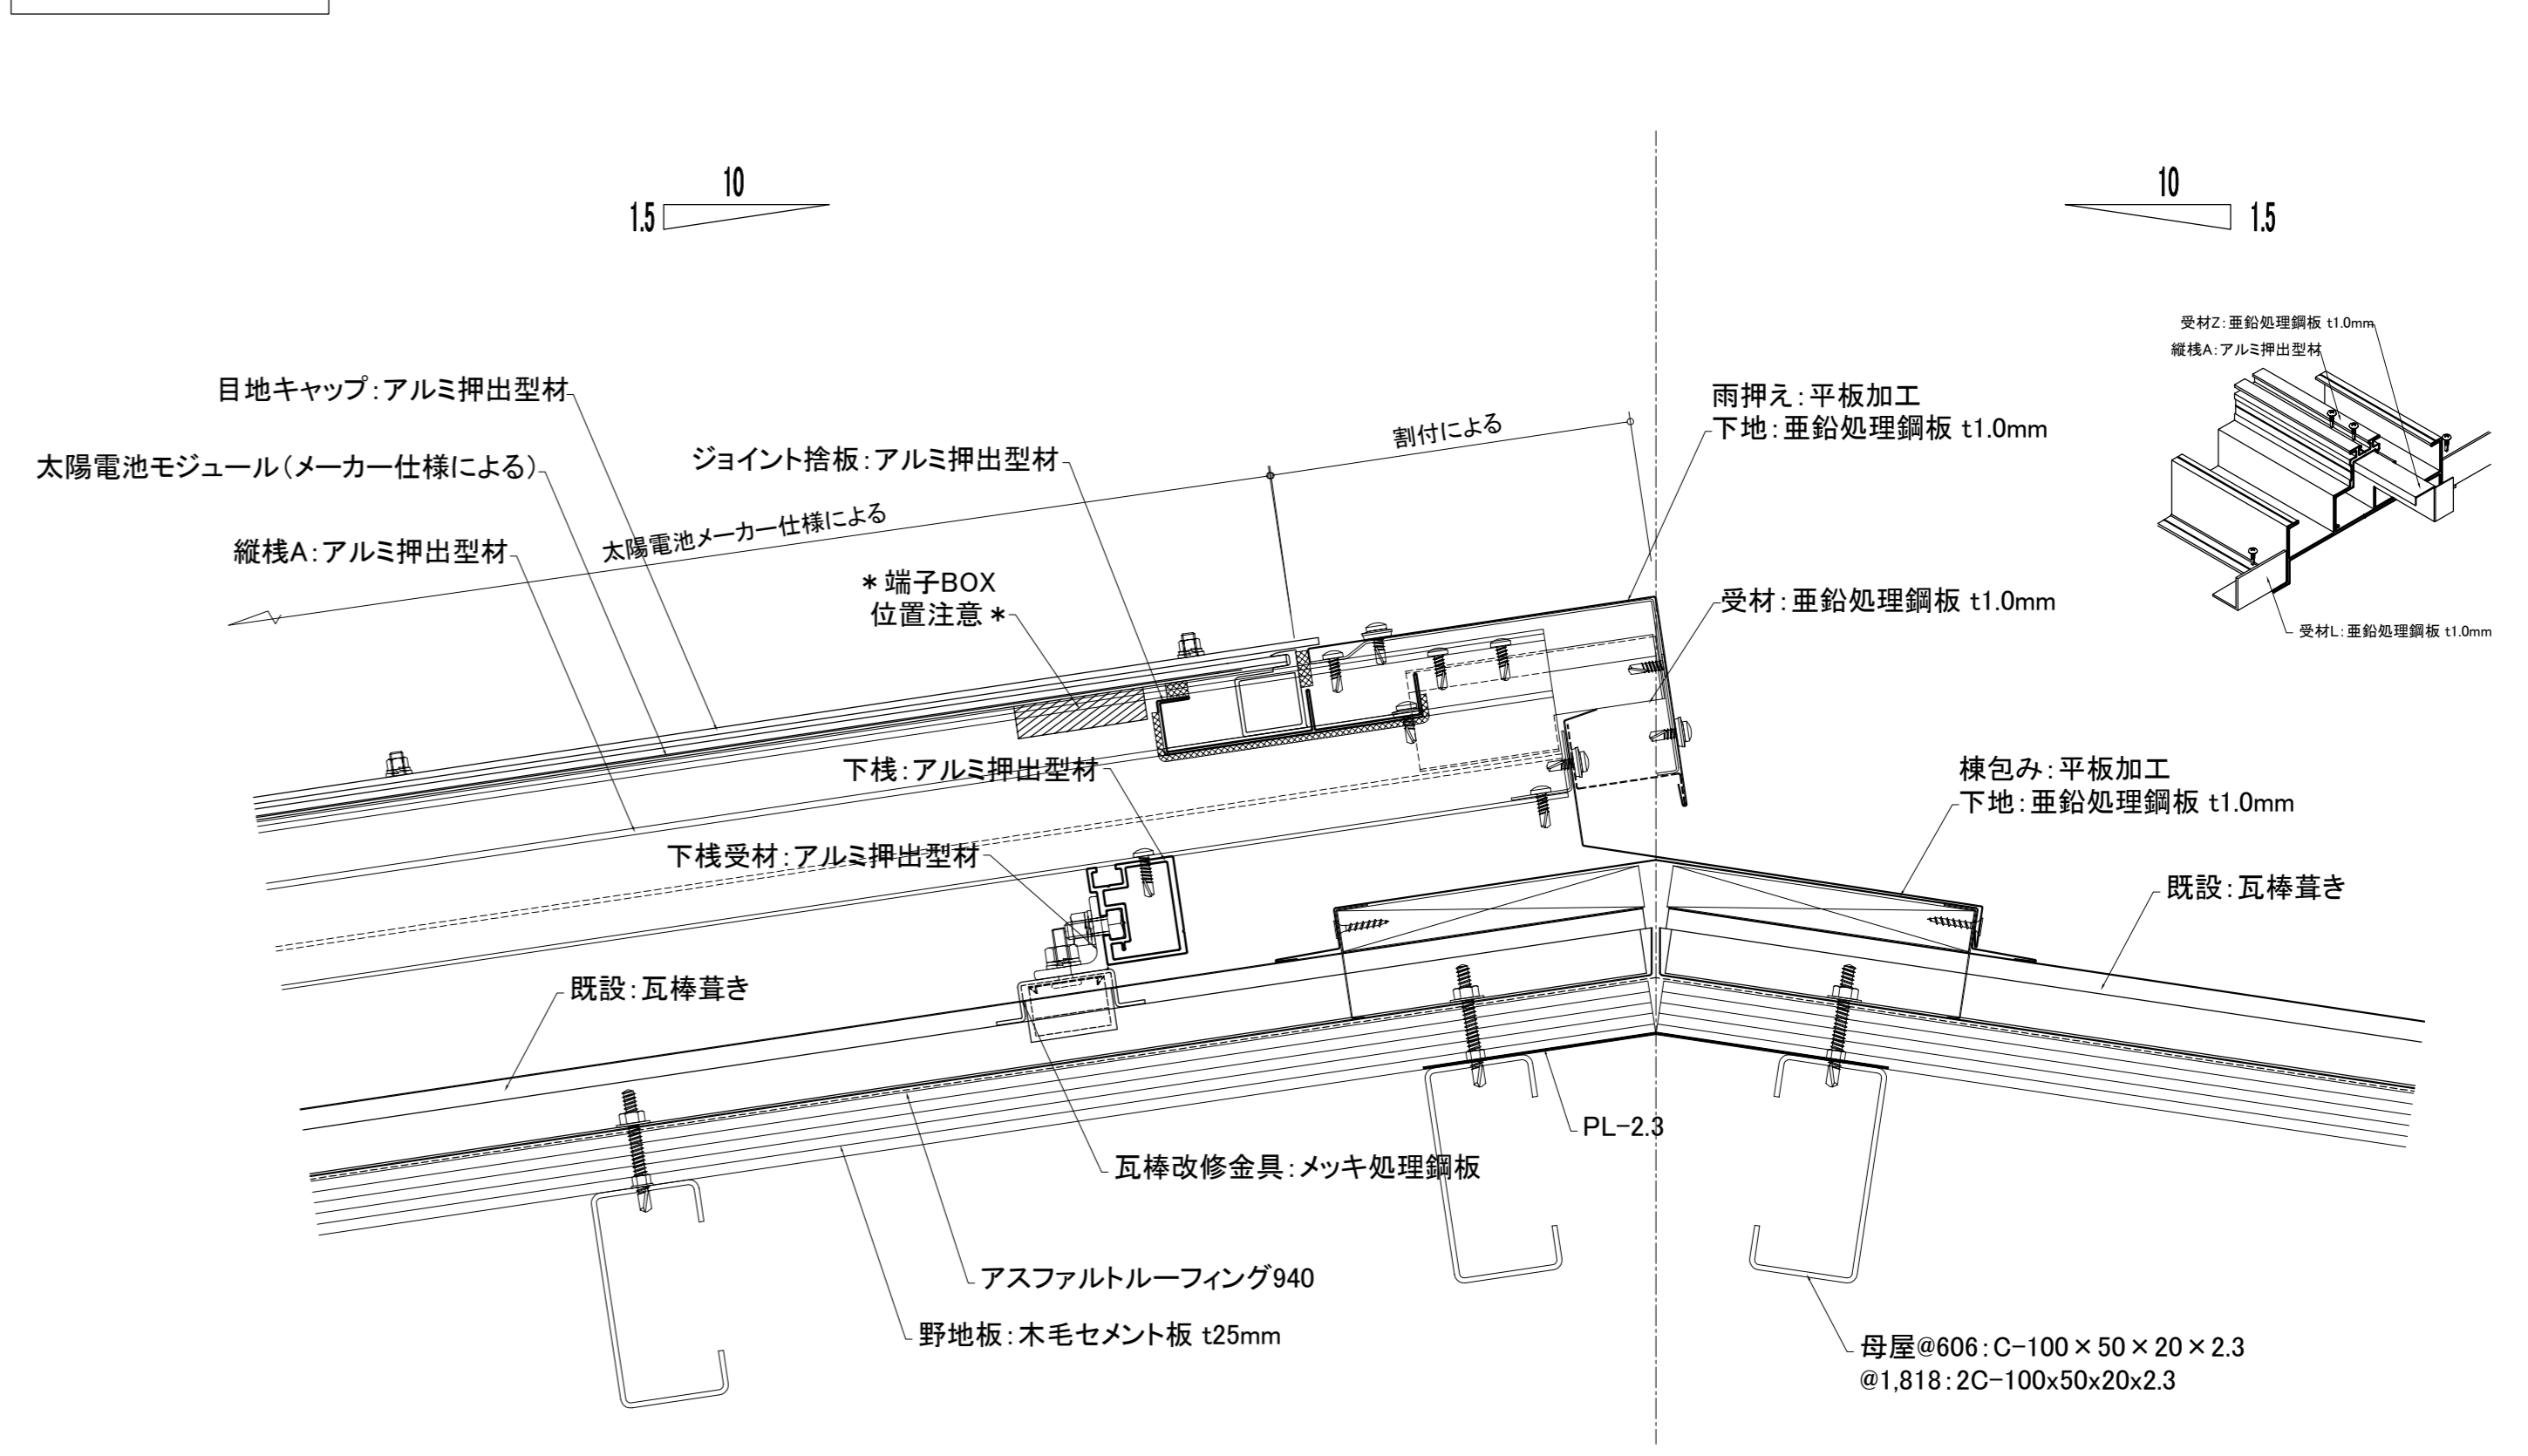 10
1.5
10
1.5
受材Z:亜鉛処理鋼板 t1.0mm
縦桟A:アルミ押出型材
受材L:亜鉛処理鋼板 t1.0mm
目地キャップ:アルミ押出型材
太陽電池モジュール(メーカー仕様による)
縦桟A:アルミ押出型材
ジョイント捨板:アルミ押出型材
太陽電池メーカー仕様による
割付による
*端子BOX
位置注意*
雨押え:平板加工
下地:亜鉛処理鋼板 t1.0mm
受材:亜鉛処理鋼板 t1.0mm
下桟:アルミ押出型材
下桟受材:アルミ押出型材
棟包み:平板加工
下地:亜鉛処理鋼板 t1.0mm
既設:瓦棒葺き
既設:瓦棒葺き
PL-2.3
瓦棒改修金具:メッキ処理鋼板
アスファルトルーフィング940
野地板:木毛セメント板 t25mm
母屋@606:C-100×50×20×2.3
@1,818:2C-100x50x20x2.3